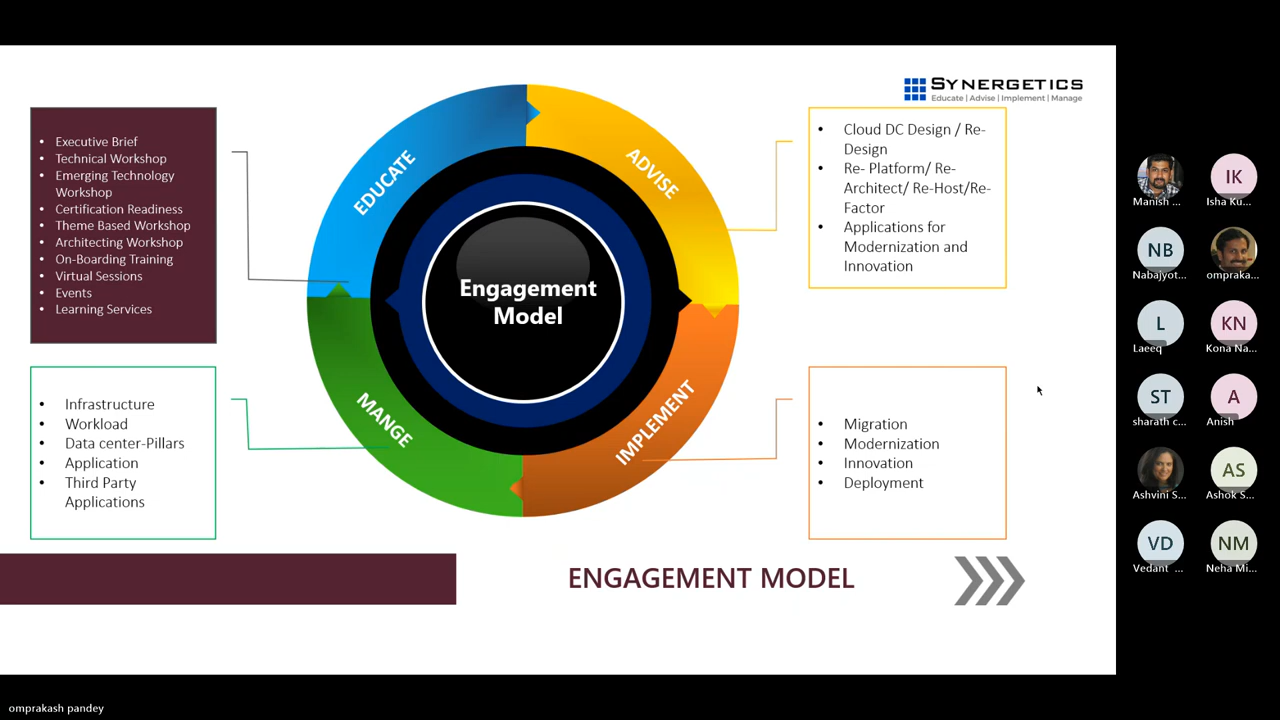 SYNERGETICS
Educate | Advise | Implement | Manage
• Executive Brief
• Technical Workshop
• Emerging Technology
Workshop
• Certification Readiness
• Theme Based Workshop
• Architecting Workshop
• On-Boarding Training
• Virtual Sessions
• Events
• Learning Services
EDUCATE
ADVISE
• Cloud DC Design / Re-
Design
• Re- Platform/ Re-
Architect/ Re-Host/Re-
Factor
• Applications for
Modernization and
Innovation
Engagement
Model
• Infrastructure
• Workload
• Data center-Pillars
• Application
• Third Party
Applications
MANGE
IMPLEMENT
• Migration
• Modernization
• Innovation
• Deployment
ENGAGEMENT MODEL
Manish ...
IK
Isha Ku...
NB
Nabajyot...
ompraka...
L
Laeeq
KN
Kona Na...
ST
sharath c...
A
Anish
Ashvini S...
AS
Ashok S...
VD
Vedant ...
NM
Neha Mi...
omprakash pandey